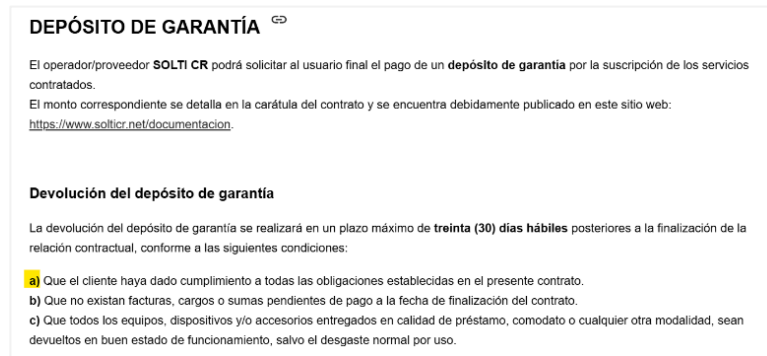 DEPÓSITO DE GARANTÍA
El operador/proveedor SOLTI CR podrá solicitar al usuario final el pago de un depósito de garantía por la suscripción de los servicios
contratados.
El monto correspondiente se detalla en la carátula del contrato y se encuentra debidamente publicado en este sitio web:
https://www.solticr.net/documentacion.
Devolución del depósito de garantía
La devolución del depósito de garantía se realizará en un plazo máximo de treinta (30) días hábiles posteriores a la finalización de la
relación contractual, conforme a las siguientes condiciones:
a) Que el cliente haya dado cumplimiento a todas las obligaciones establecidas en el presente contrato.
b) Que no existan facturas, cargos o sumas pendientes de pago a la fecha de finalización del contrato.
c) Que todos los equipos, dispositivos y/o accesorios entregados en calidad de préstamo, comodato o cualquier otra modalidad, sean
devueltos en buen estado de funcionamiento, salvo el desgaste normal por uso.